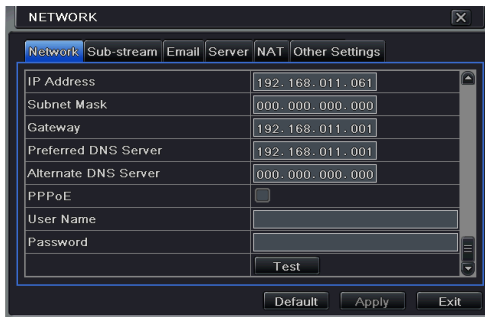 NETWORK
Network Sub-stream Email Server NAT Other Settings
IP Address 192.168.011.061
Subnet Mask 000.000.000.000
Gateway 192.168.011.001
Preferred DNS Server 192.168.011.001
Alternate DNS Server 000.000.000.000
PPPoE
User Name
Password
Test
Default Apply Exit